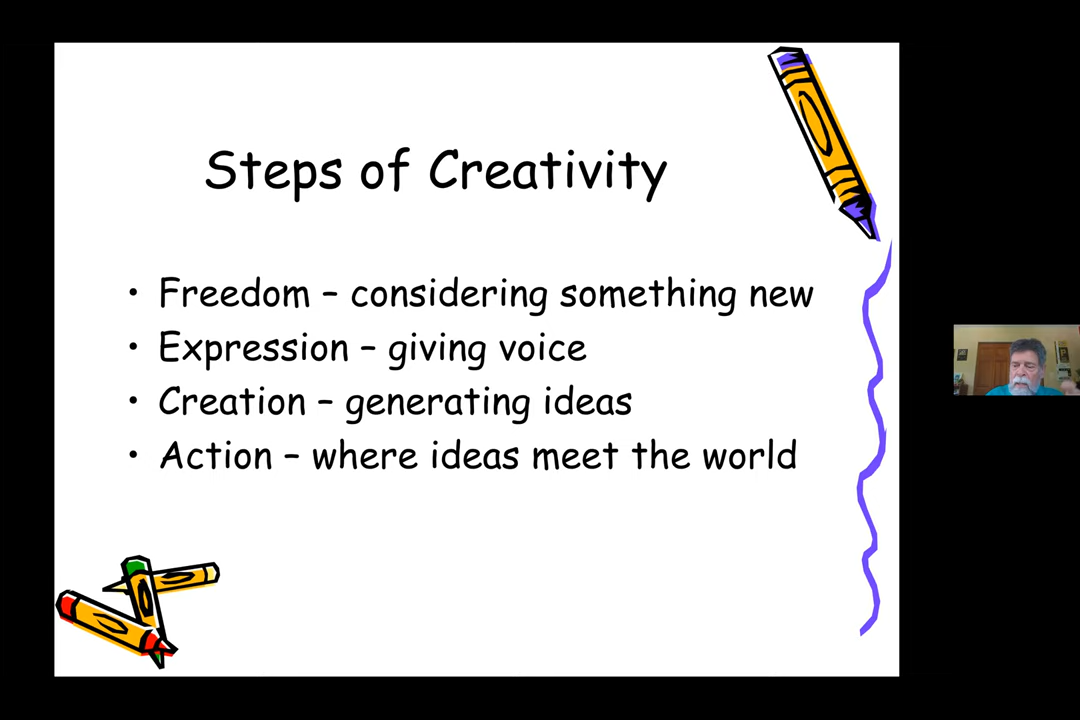 Steps of Creativity
• Freedom – considering something new
• Expression – giving voice
• Creation – generating ideas
• Action – where ideas meet the world